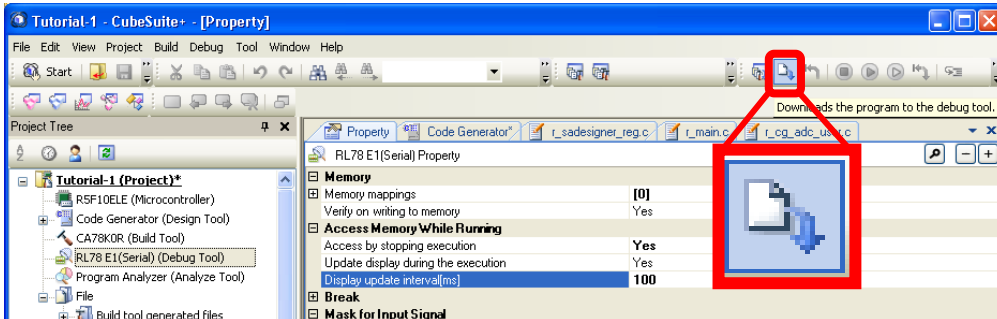 Tutorial-1 - CubeSuite+ - [Property]
File Edit View Project Build Debug Tool Window Help
Start
Downloads the program to the debug tool.
Project Tree
Property Code Generator* r_sadesigner_reg.c r_main.c r_cg_adc_user.c
RL78 E1(Serial) Property
Tutorial-1 (Project)*
R5F10ELE (Microcontroller)
Code Generator (Design Tool)
CA78K0R (Build Tool)
RL78 E1(Serial) (Debug Tool)
Program Analyzer (Analyze Tool)
File
Build tool generated files
Memory
Memory mappings [0]
Verify on writing to memory Yes
Access Memory While Running
Access by stopping execution Yes
Update display during the execution Yes
Display update interval[ms] 100
Break
Mask for Input Signal